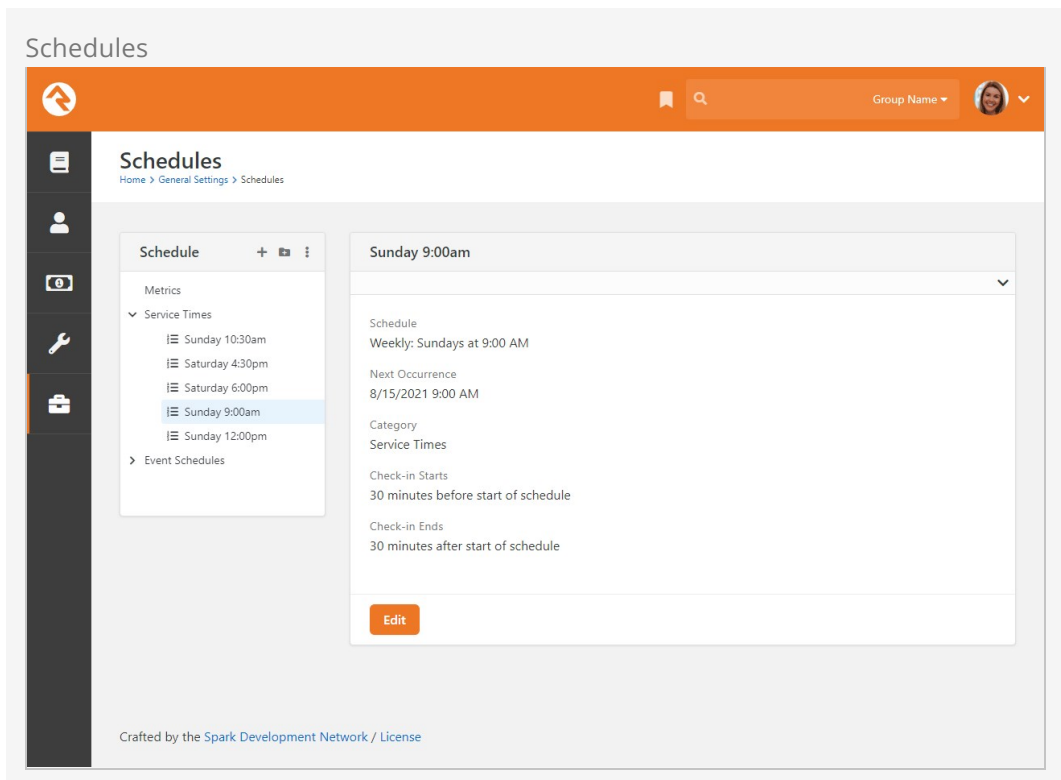 Schedules
Group Name
Schedules
Home > General Settings > Schedules
Schedule
Metrics
Service Times
Sunday 10:30am
Saturday 4:30pm
Saturday 6:00pm
Sunday 9:00am
Sunday 12:00pm
Event Schedules
Sunday 9:00am
Schedule
Weekly: Sundays at 9:00 AM
Next Occurrence
8/15/2021 9:00 AM
Category
Service Times
Check-in Starts
30 minutes before start of schedule
Check-in Ends
30 minutes after start of schedule
Edit
Crafted by the Spark Development Network / License